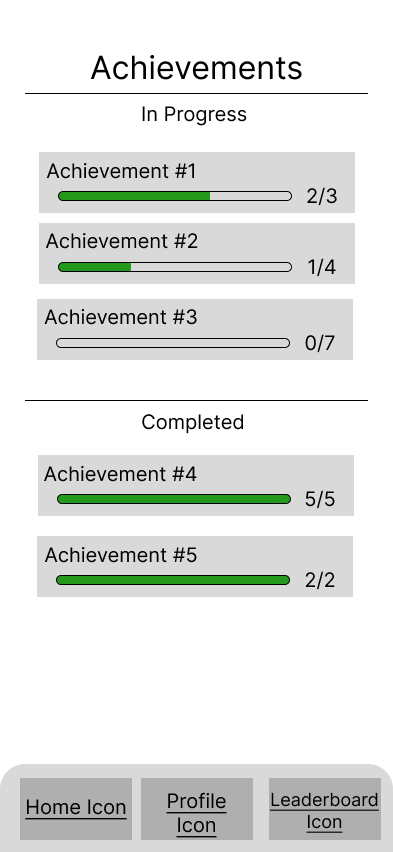 Achievements
In Progress
Achievement #1
2/3
Achievement #2
1/4
Achievement #3
0/7
Completed
Achievement #4
5/5
Achievement #5
2/2
Home Icon
Profile
Icon
Leaderboard
Icon